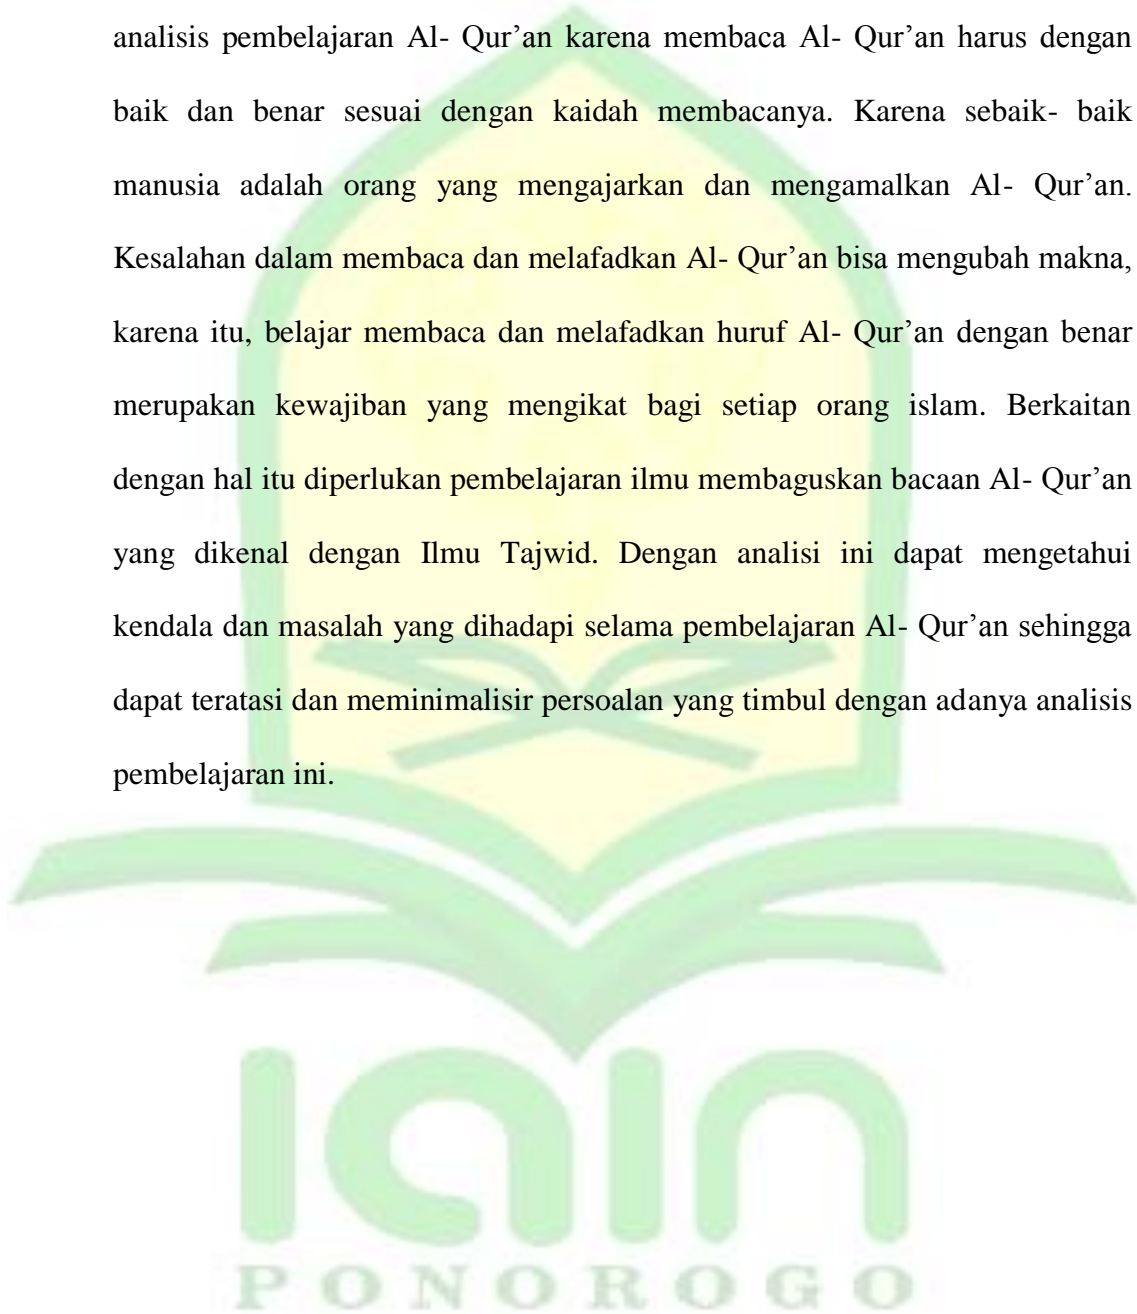 analisis pembelajaran Al- Qur’an karena membaca Al- Qur’an harus dengan
baik dan benar sesuai dengan kaidah membacanya. Karena sebaik- baik
manusia adalah orang yang mengajarkan dan mengamalkan Al- Qur’an.
Kesalahan dalam membaca dan melafadkan Al- Qur’an bisa mengubah makna,
karena itu, belajar membaca dan melafadkan huruf Al- Qur’an dengan benar
merupakan kewajiban yang mengikat bagi setiap orang islam. Berkaitan
dengan hal itu diperlukan pembelajaran ilmu membaguskan bacaan Al- Qur’an
yang dikenal dengan Ilmu Tajwid. Dengan analisi ini dapat mengetahui
kendala dan masalah yang dihadapi selama pembelajaran Al- Qur’an sehingga
dapat teratasi dan meminimalisir persoalan yang timbul dengan adanya analisis
pembelajaran ini.
IAIN
PONOROGO